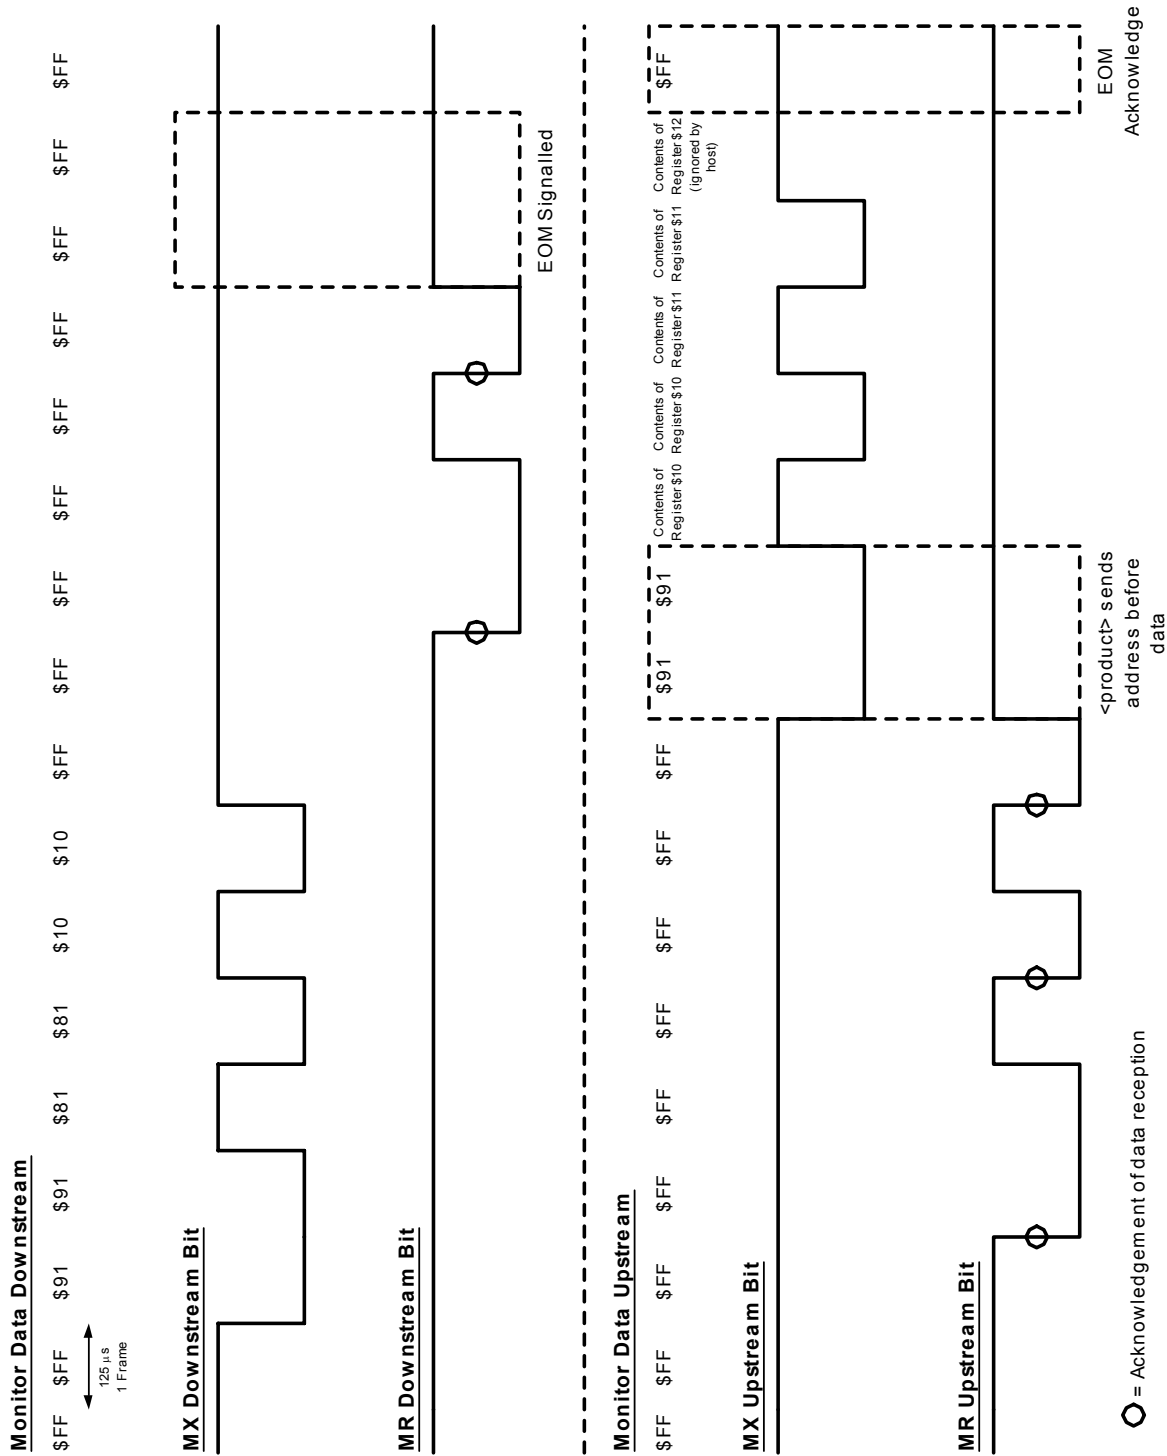 Monitor Data Downstream
$FF $FF $91 $91 $81 $81 $10 $10 $FF $FF $FF $FF $FF $FF $FF $FF $FF
125 µs
1 Frame
MX Downstream Bit
MR Downstream Bit
EOM Signalled
Monitor Data Upstream
$FF $FF $FF $FF $FF $FF $FF $FF $FF $91 $91
Contents of
Register $10
Contents of
Register $10
Contents of
Register $11
Contents of
Register $11
Contents of
Register $12
(ignored by
host)
$FF
MX Upstream Bit
MR Upstream Bit
<product> sends
address before
data
EOM
Acknowledge
= Acknowledgement of data reception